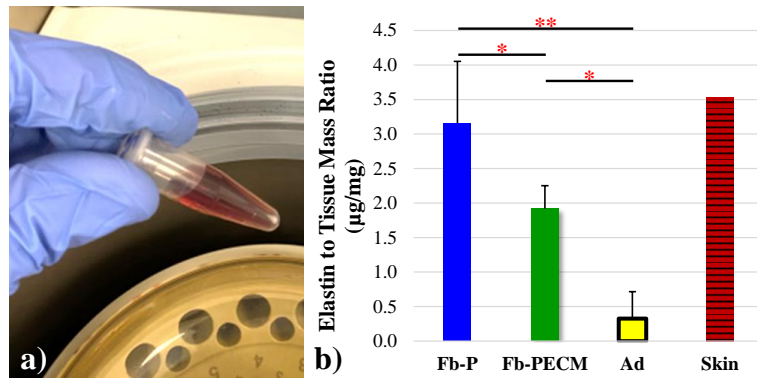 a)
b)
Elastin to Tissue Mass Ratio
(µg/mg)
4.5
4.0
3.5
3.0
2.5
2.0
1.5
1.0
0.5
0.0
**
*
*
Fb-P Fb-PECM Ad Skin